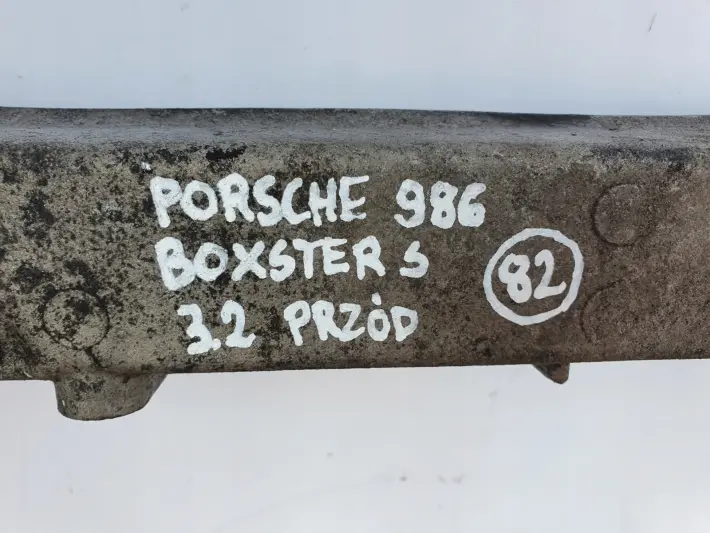 PORSCHE 986
BOXSTER S
82
3.2 PRZÓD